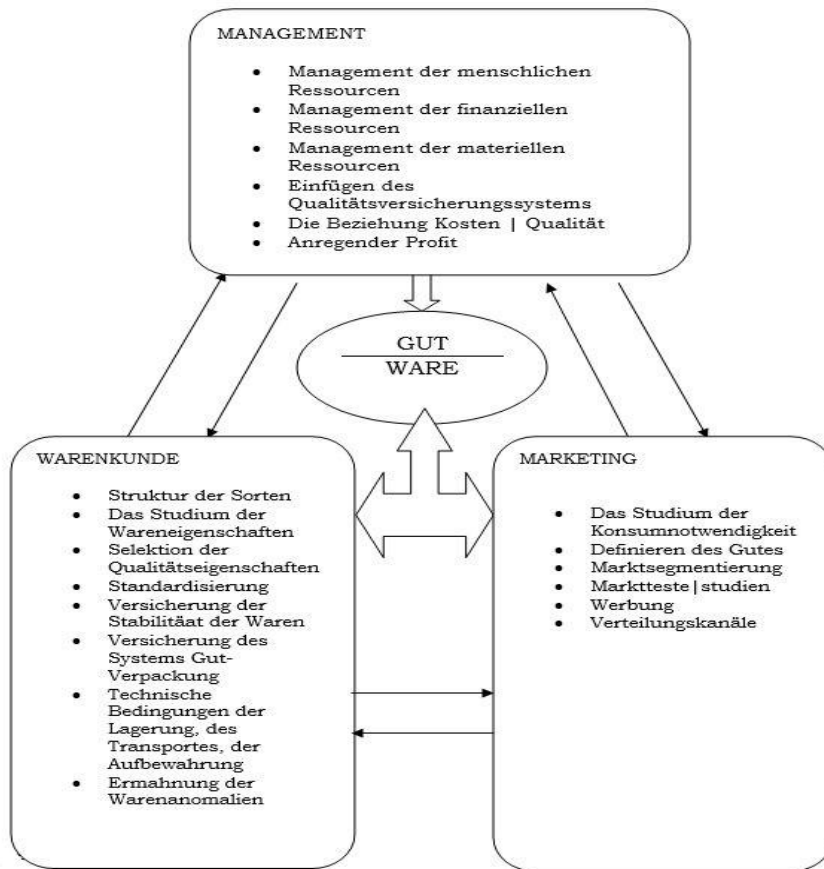 MANAGEMENT
• Management der menschlichen
Ressourcen
• Management der finanziellen
Ressourcen
• Management der materiellen
Ressourcen
• Einfügen des
Qualitätsversicherungssystems
• Die Beziehung Kosten | Qualität
• Anregender Profit
GUT
WARE
WARENKUNDE
• Struktur der Sorten
• Das Studium der
Wareneigenschaften
• Selektion der
Qualitätseigenschaften
• Standardisierung
• Versicherung der
Stabilitäat der Waren
• Versicherung des
Systems Gut-
Verpackung
• Technische
Bedingungen der
Lagerung, des
Transportes, der
Aufbewahrung
• Ermahnung der
Warenanomalien
MARKETING
• Das Studium der
Konsumnotwendigkeit
• Definieren des Gutes
• Marktsegmentierung
• Marktteste|studien
• Werbung
• Verteilungskanäle